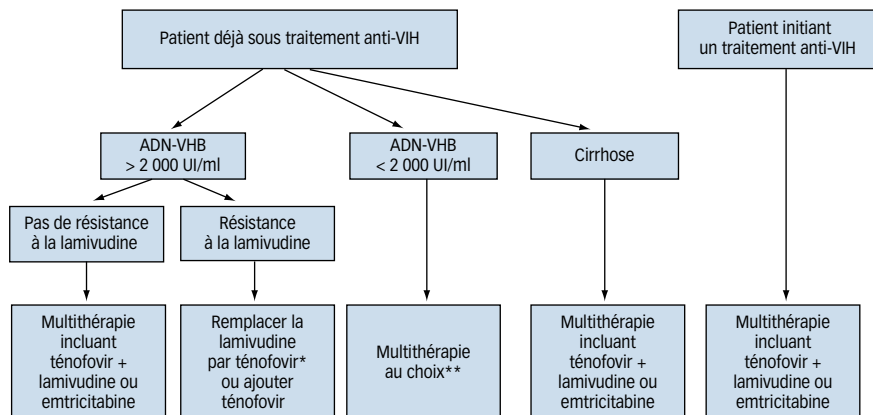 Patient déjà sous traitement anti-VIH
Patient initiant
un traitement anti-VIH
ADN-VHB
> 2 000 UI/ml
ADN-VHB
< 2 000 UI/ml
Cirrhose
Pas de résistance
à la lamivudine
Résistance
à la lamivudine
Multithérapie
incluant
ténofovir +
lamivudine ou
emtricitabine
Remplacer la
lamivudine
par ténofovir*
ou ajouter
ténofovir
Multithérapie
au choix**
Multithérapie
incluant
ténofovir +
lamivudine ou
emtricitabine
Multithérapie
incluant
ténofovir +
lamivudine ou
emtricitabine